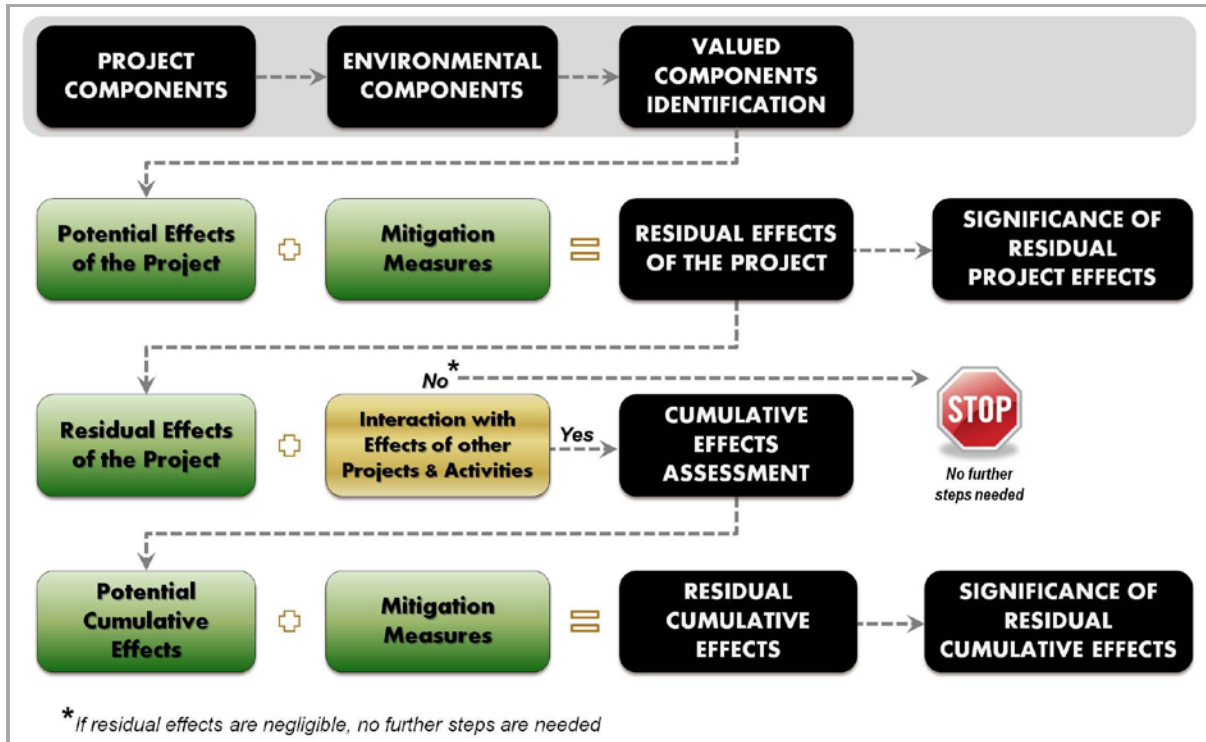 PROJECT
COMPONENTS
ENVIRONMENTAL
COMPONENTS
VALUED
COMPONENTS
IDENTIFICATION
Potential Effects
of the Project
Mitigation
Measures
RESIDUAL EFFECTS
OF THE PROJECT
SIGNIFICANCE OF
RESIDUAL
PROJECT EFFECTS
No*
Residual Effects
of the Project
Interaction with
Effects of other
Projects & Activities
Yes
CUMULATIVE
EFFECTS
ASSESSMENT
STOP
No further
steps needed
Potential
Cumulative
Effects
Mitigation
Measures
RESIDUAL
CUMULATIVE
EFFECTS
SIGNIFICANCE OF
RESIDUAL
CUMULATIVE EFFECTS
*If residual effects are negligible, no further steps are needed